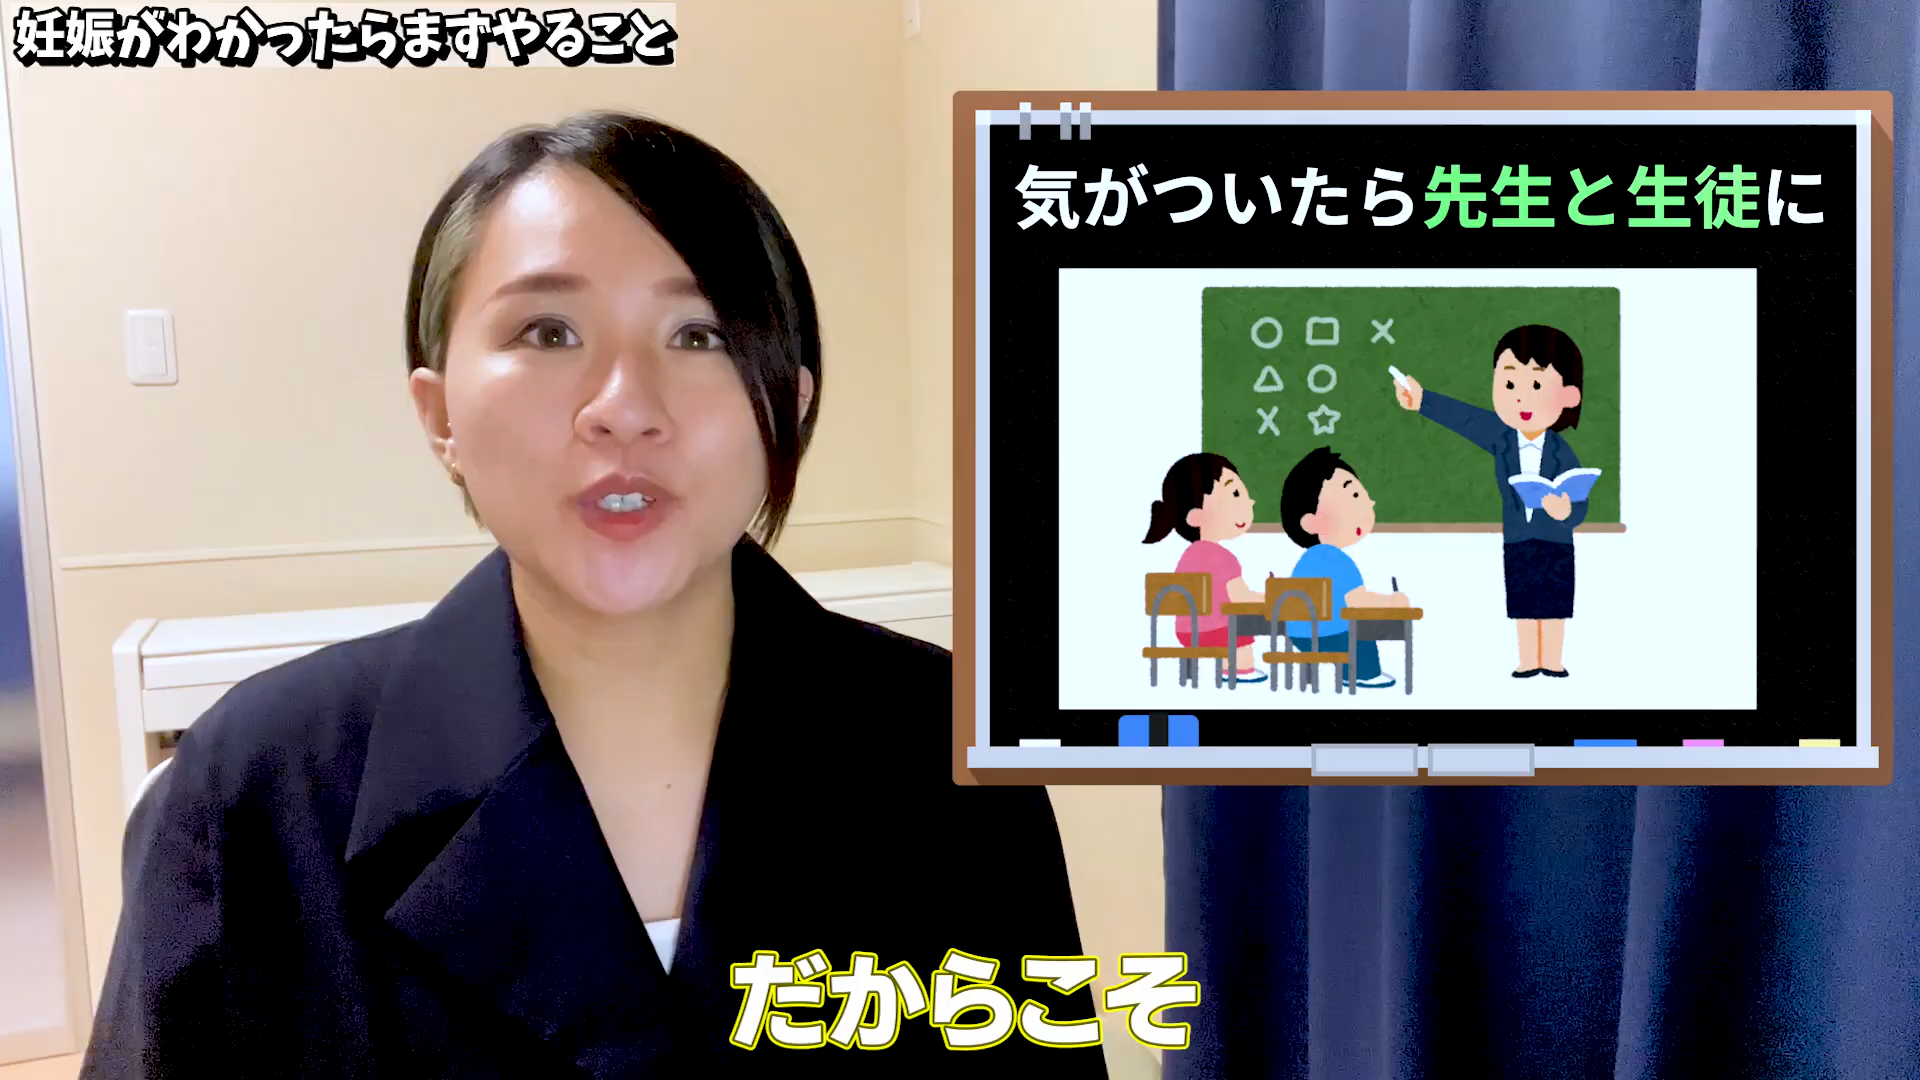 妊娠がわかったらまずやること
気がついたら先生と生徒に
だからこそ